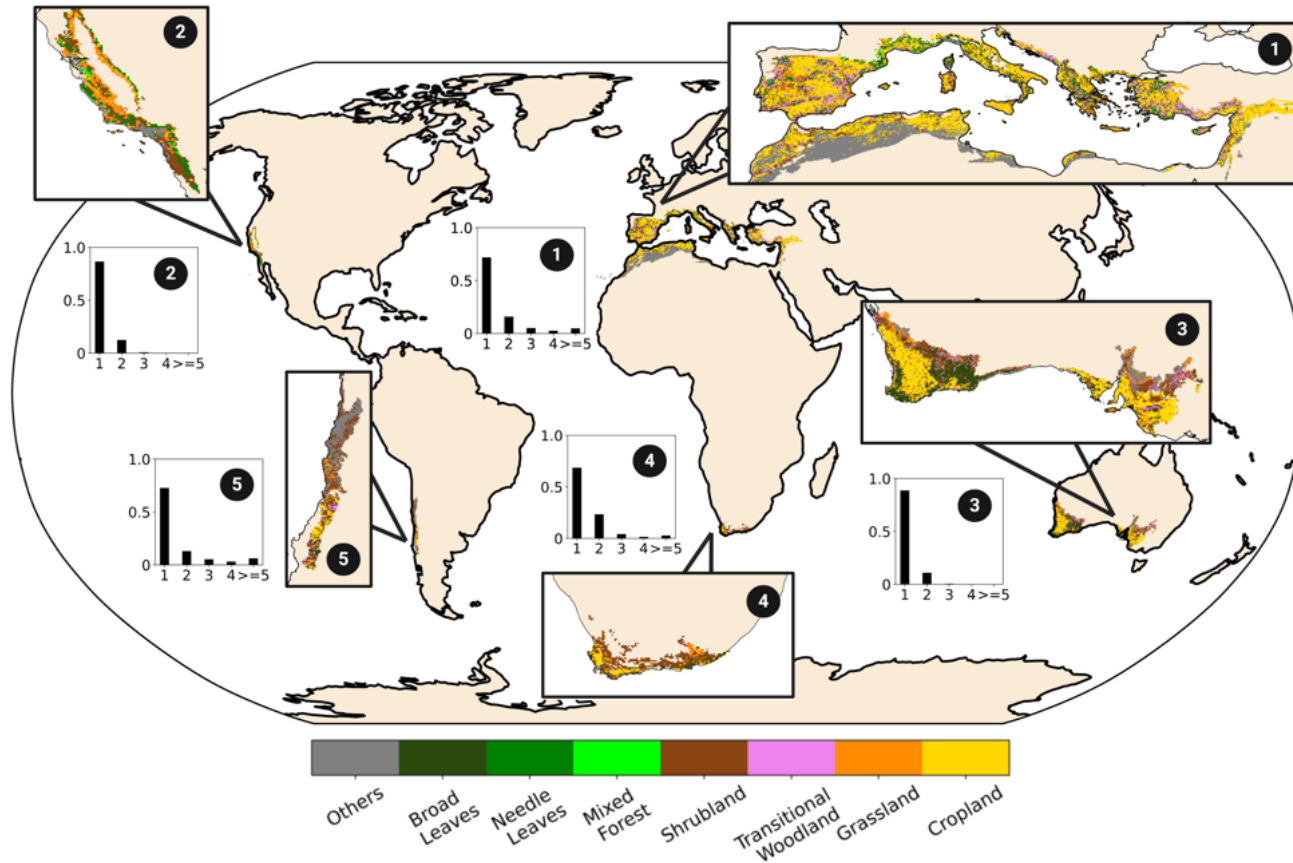 2
1
1.0
0.5
0
1 2 3 4 >=5
2
1.0
0.5
0
1 2 3 4 >=5
1
3
5
1.0
0.5
0
1 2 3 4 >=5
5
1.0
0.5
0
1 2 3 4 >=5
4
1.0
0.5
0
1 2 3 4 >=5
3
4
Others
Broad
Leaves
Needle
Leaves
Mixed
Forest
Shrubland
Transitional
Woodland
Grassland
Cropland